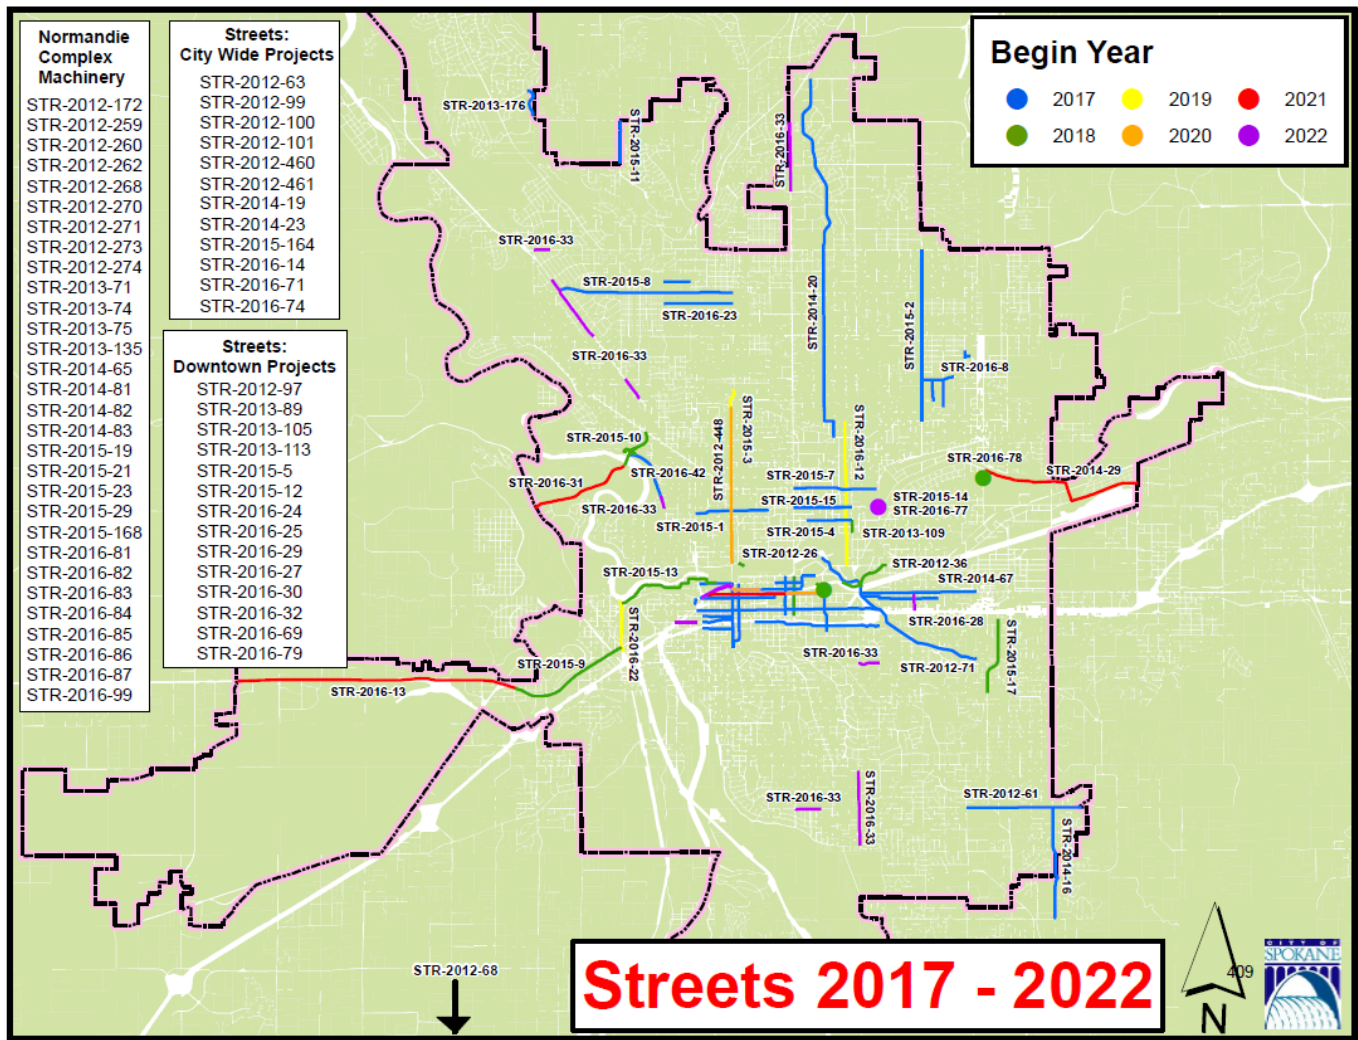 Normandie
Complex
Machinery
STR-2012-172
STR-2012-259
STR-2012-260
STR-2012-262
STR-2012-268
STR-2012-270
STR-2012-271
STR-2012-273
STR-2012-274
STR-2013-71
STR-2013-74
STR-2013-75
STR-2013-135
STR-2014-65
STR-2014-81
STR-2014-82
STR-2014-83
STR-2015-19
STR-2015-21
STR-2015-23
STR-2015-29
STR-2015-168
STR-2016-81
STR-2016-82
STR-2016-83
STR-2016-84
STR-2016-85
STR-2016-86
STR-2016-87
STR-2016-99
Streets:
City Wide Projects
STR-2012-63
STR-2012-99
STR-2012-100
STR-2012-101
STR-2012-460
STR-2012-461
STR-2014-19
STR-2014-23
STR-2015-164
STR-2016-14
STR-2016-71
STR-2016-74
Streets:
Downtown Projects
STR-2012-97
STR-2013-89
STR-2013-105
STR-2013-113
STR-2015-5
STR-2015-12
STR-2016-24
STR-2016-25
STR-2016-29
STR-2016-27
STR-2016-30
STR-2016-32
STR-2016-69
STR-2016-79
Begin Year
2017
2019
2021
2018
2020
2022
STR-2013-176
STR-2015-11
STR-2016-33
STR-2016-33
STR-2015-8
STR-2016-23
STR-2014-20
STR-2015-2
STR-2016-33
STR-2016-8
STR-2015-10
STR-2012-448
STR-2015-3
STR-2016-12
STR-2016-78
STR-2014-29
STR-2016-31
STR-2016-42
STR-2015-7
STR-2016-33
STR-2015-15
STR-2015-14
STR-2016-77
STR-2015-1
STR-2015-4
STR-2013-109
STR-2012-26
STR-2012-36
STR-2015-13
STR-2014-67
STR-2016-28
STR-2016-22
STR-2015-9
STR-2016-33
STR-2012-71
STR-2015-17
STR-2016-13
STR-2016-33
STR-2016-33
STR-2012-61
STR-2014-16
STR-2012-68
Streets 2017 - 2022
409
N
CITY OF
SPOKANE